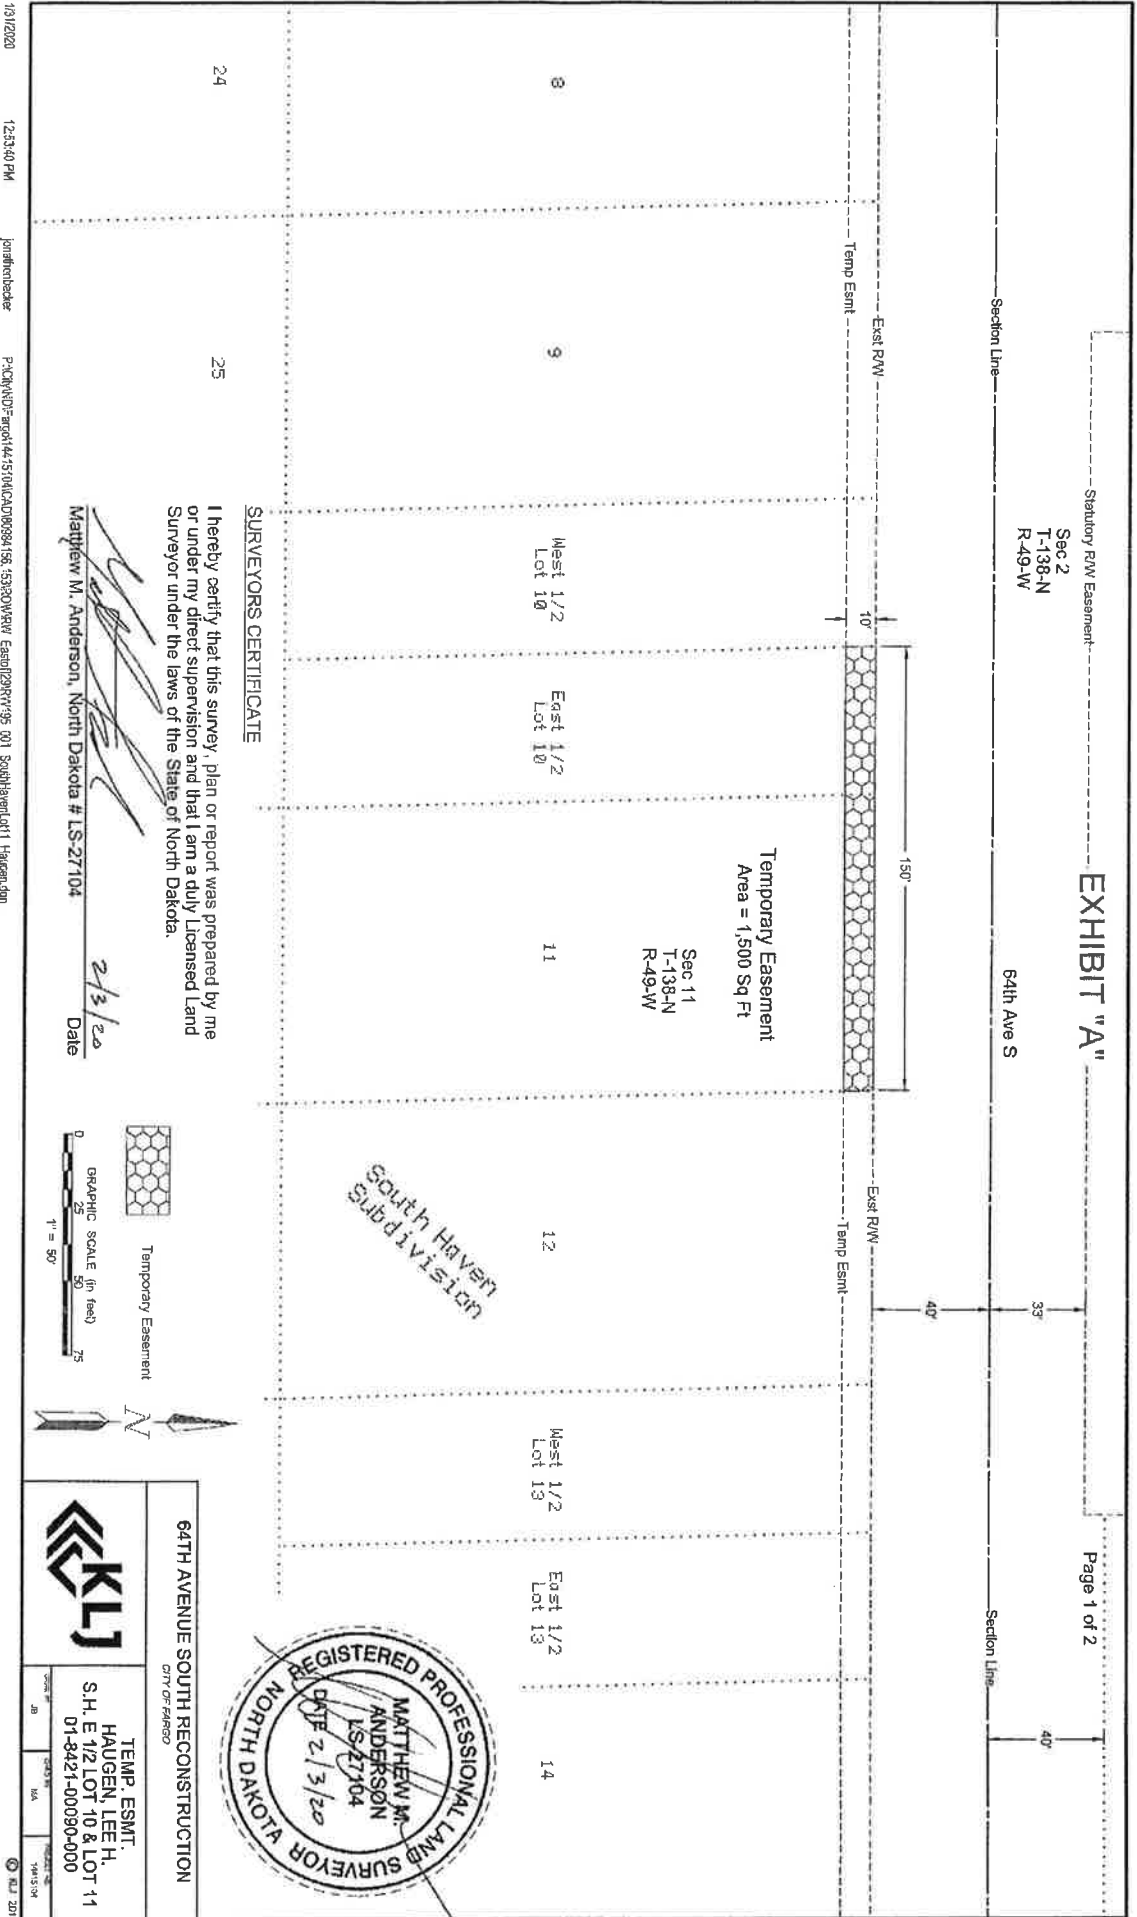 EXHIBIT "A"
Page 1 of 2
Statutory R/W Easement
Sec 2
T-138-N
R-49-W
64th Ave S
Section Line
Section Line
33'
40'
40'
150'
10'
Exst R/W
Temp Esmt
Exst R/W
Temp Esmt
Temporary Easement
Area = 1,500 Sq Ft
Sec 11
T-138-N
R-49-W
8
9
West 1/2
Lot 10
East 1/2
Lot 10
11
12
West 1/2
Lot 13
East 1/2
Lot 13
14
South Haven
Subdivision
24
25
SURVEYORS CERTIFICATE
I hereby certify that this survey, plan or report was prepared by me
or under my direct supervision and that I am a duly Licensed Land
Surveyor under the laws of the State of North Dakota.
2/3/20
Matthew M. Anderson, North Dakota # LS-27104
Date
Temporary Easement
GRAPHIC SCALE (in feet)
0 25 50 75
1" = 50'
N
REGISTERED PROFESSIONAL LAND SURVEYOR
NORTH DAKOTA
MATTHEW M.
ANDERSON
LS-27104
DATE 2/3/20
64TH AVENUE SOUTH RECONSTRUCTION
CITY OF FARGO
KLJ
TEMP. ESMT.
HAUGEN, LEE H.
S.H. E 1/2 LOT 10 & LOT 11
01-8421-00090-000
JB
MA
1/31/2020 12:53:40 PM jonathenbecker
© KLJ